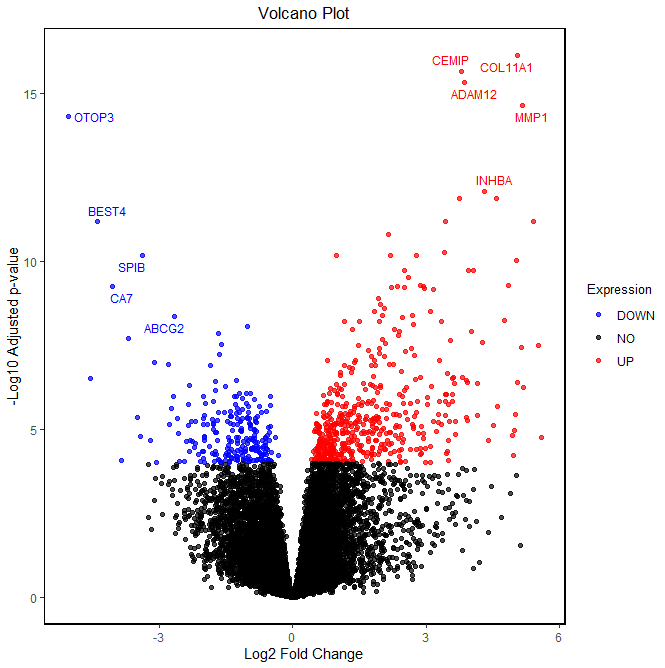 Volcano Plot
CEMIP
COL11A1
ADAM12
MMP1
OTOP3
INHBA
BEST4
SPIB
CA7
ABCG2
-Log10 Adjusted p-value
15
10
5
0
-3
0
3
6
Log2 Fold Change
Expression
DOWN
NO
UP